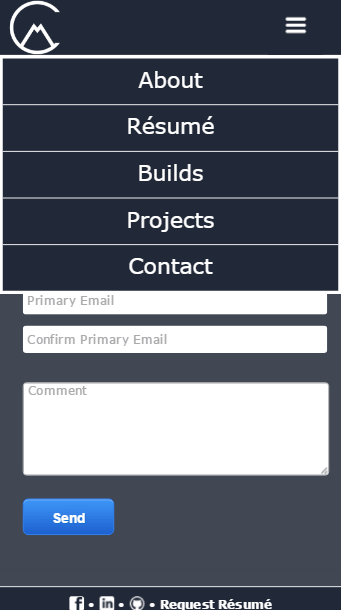 About
Résumé
Builds
Projects
Contact
Primary Email
Confirm Primary Email
Comment
Send
• • • Request Résumé